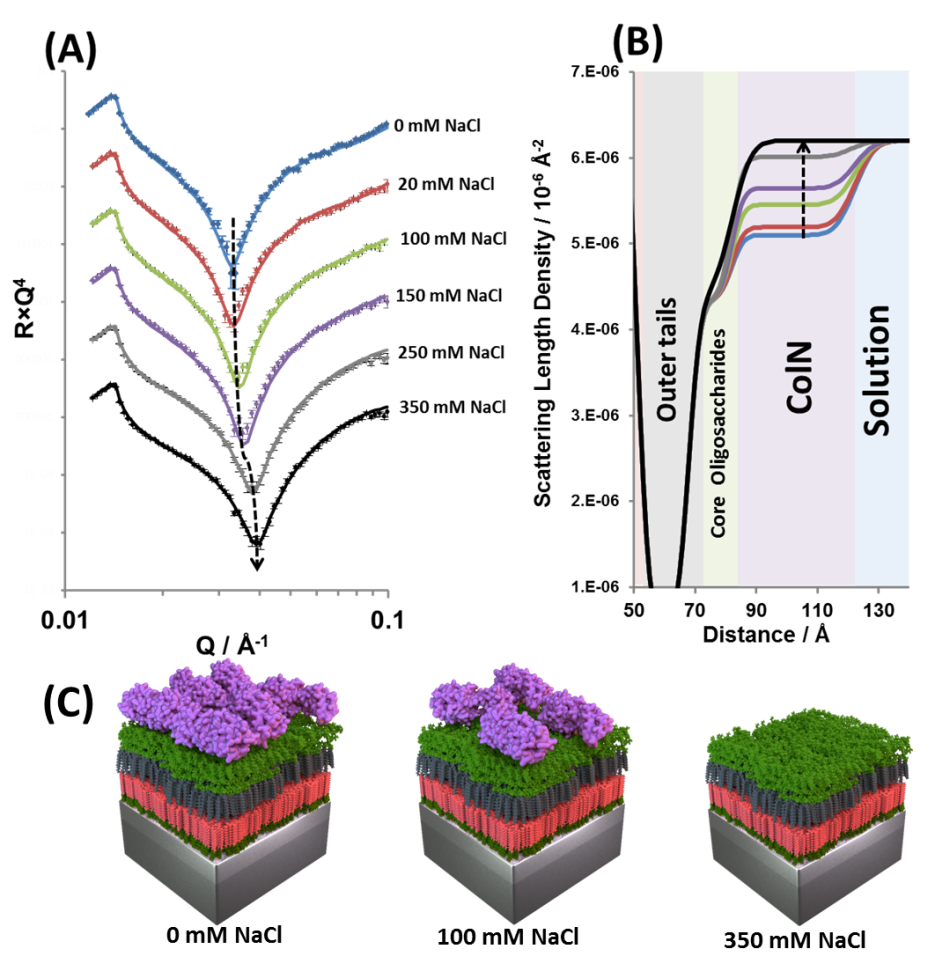 (A)
R×Q4
0 mM NaCl
20 mM NaCl
100 mM NaCl
150 mM NaCl
250 mM NaCl
350 mM NaCl
0.01
0.1
Q / Å-1
(B)
Scattering Length Density / 10-6 Å-2
7.E-06
6.E-06
5.E-06
4.E-06
3.E-06
2.E-06
1.E-06
Outer tails
Core Oligosaccharides
ColN
Solution
50
70
90
110
130
Distance / Å
(C)
0 mM NaCl
100 mM NaCl
350 mM NaCl